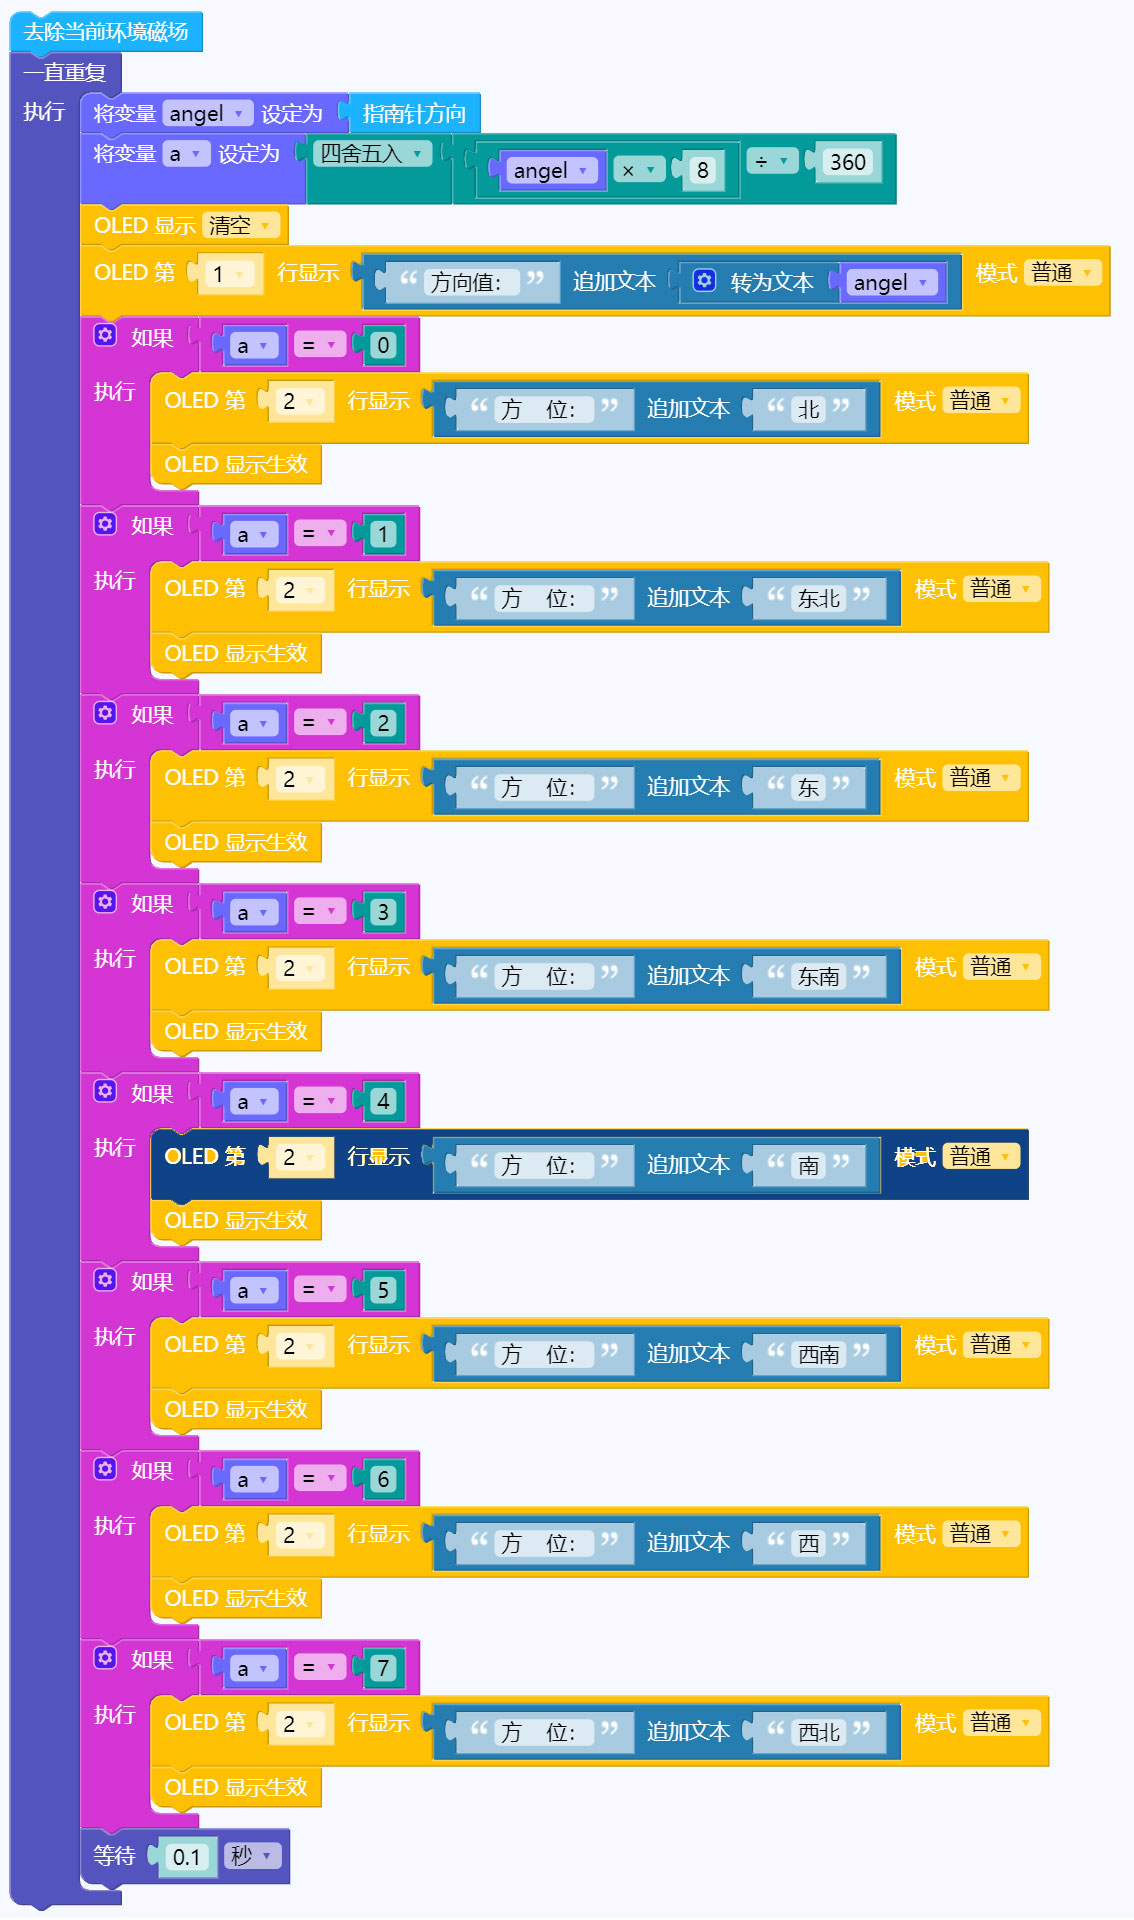 去除当前环境磁场
一直重复
执行 将变量 angel 设定为 指南针方向
将变量 a 设定为 四舍五入 angel × 8 ÷ 360
OLED 显示 清空
OLED 第 1 行显示 “ 方向值： ” 追加文本 转为文本 angel 模式 普通
如果 a = 0
执行 OLED 第 2 行显示 “ 方 位： ” 追加文本 “ 北 ” 模式 普通
OLED 显示生效
如果 a = 1
执行 OLED 第 2 行显示 “ 方 位： ” 追加文本 “ 东北 ” 模式 普通
OLED 显示生效
如果 a = 2
执行 OLED 第 2 行显示 “ 方 位： ” 追加文本 “ 东 ” 模式 普通
OLED 显示生效
如果 a = 3
执行 OLED 第 2 行显示 “ 方 位： ” 追加文本 “ 东南 ” 模式 普通
OLED 显示生效
如果 a = 4
执行 OLED 第 2 行显示 “ 方 位： ” 追加文本 “ 南 ” 模式 普通
OLED 显示生效
如果 a = 5
执行 OLED 第 2 行显示 “ 方 位： ” 追加文本 “ 西南 ” 模式 普通
OLED 显示生效
如果 a = 6
执行 OLED 第 2 行显示 “ 方 位： ” 追加文本 “ 西 ” 模式 普通
OLED 显示生效
如果 a = 7
执行 OLED 第 2 行显示 “ 方 位： ” 追加文本 “ 西北 ” 模式 普通
OLED 显示生效
等待 0.1 秒